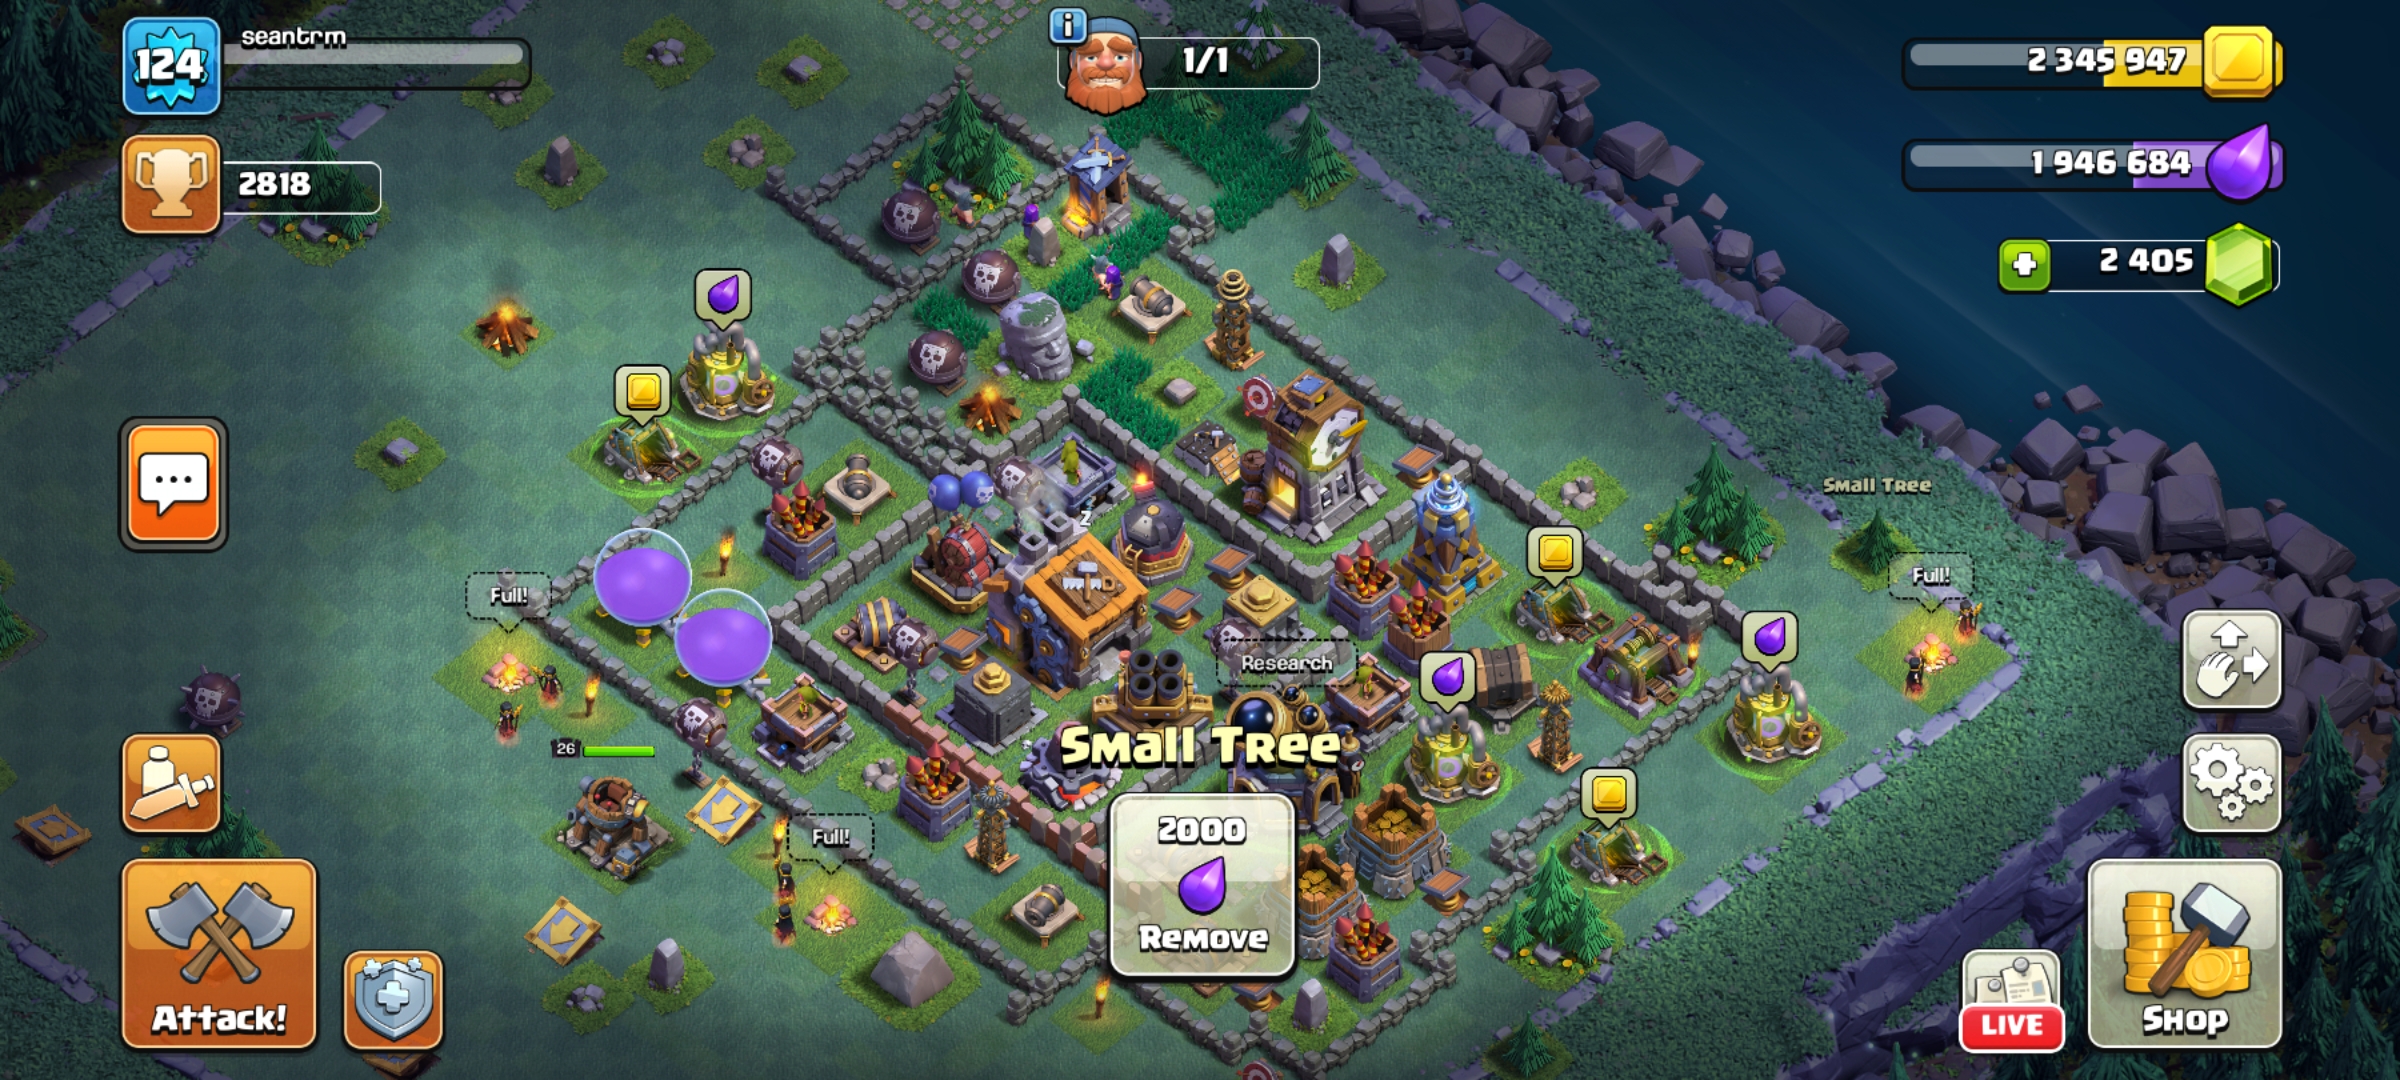 124
seantrm
1/1
2 345 947
2818
1 946 684
2 405
Small Tree
z
Full!
Full!
Research
26
Small Tree
Full!
2000
Remove
Attack!
LIVE
Shop